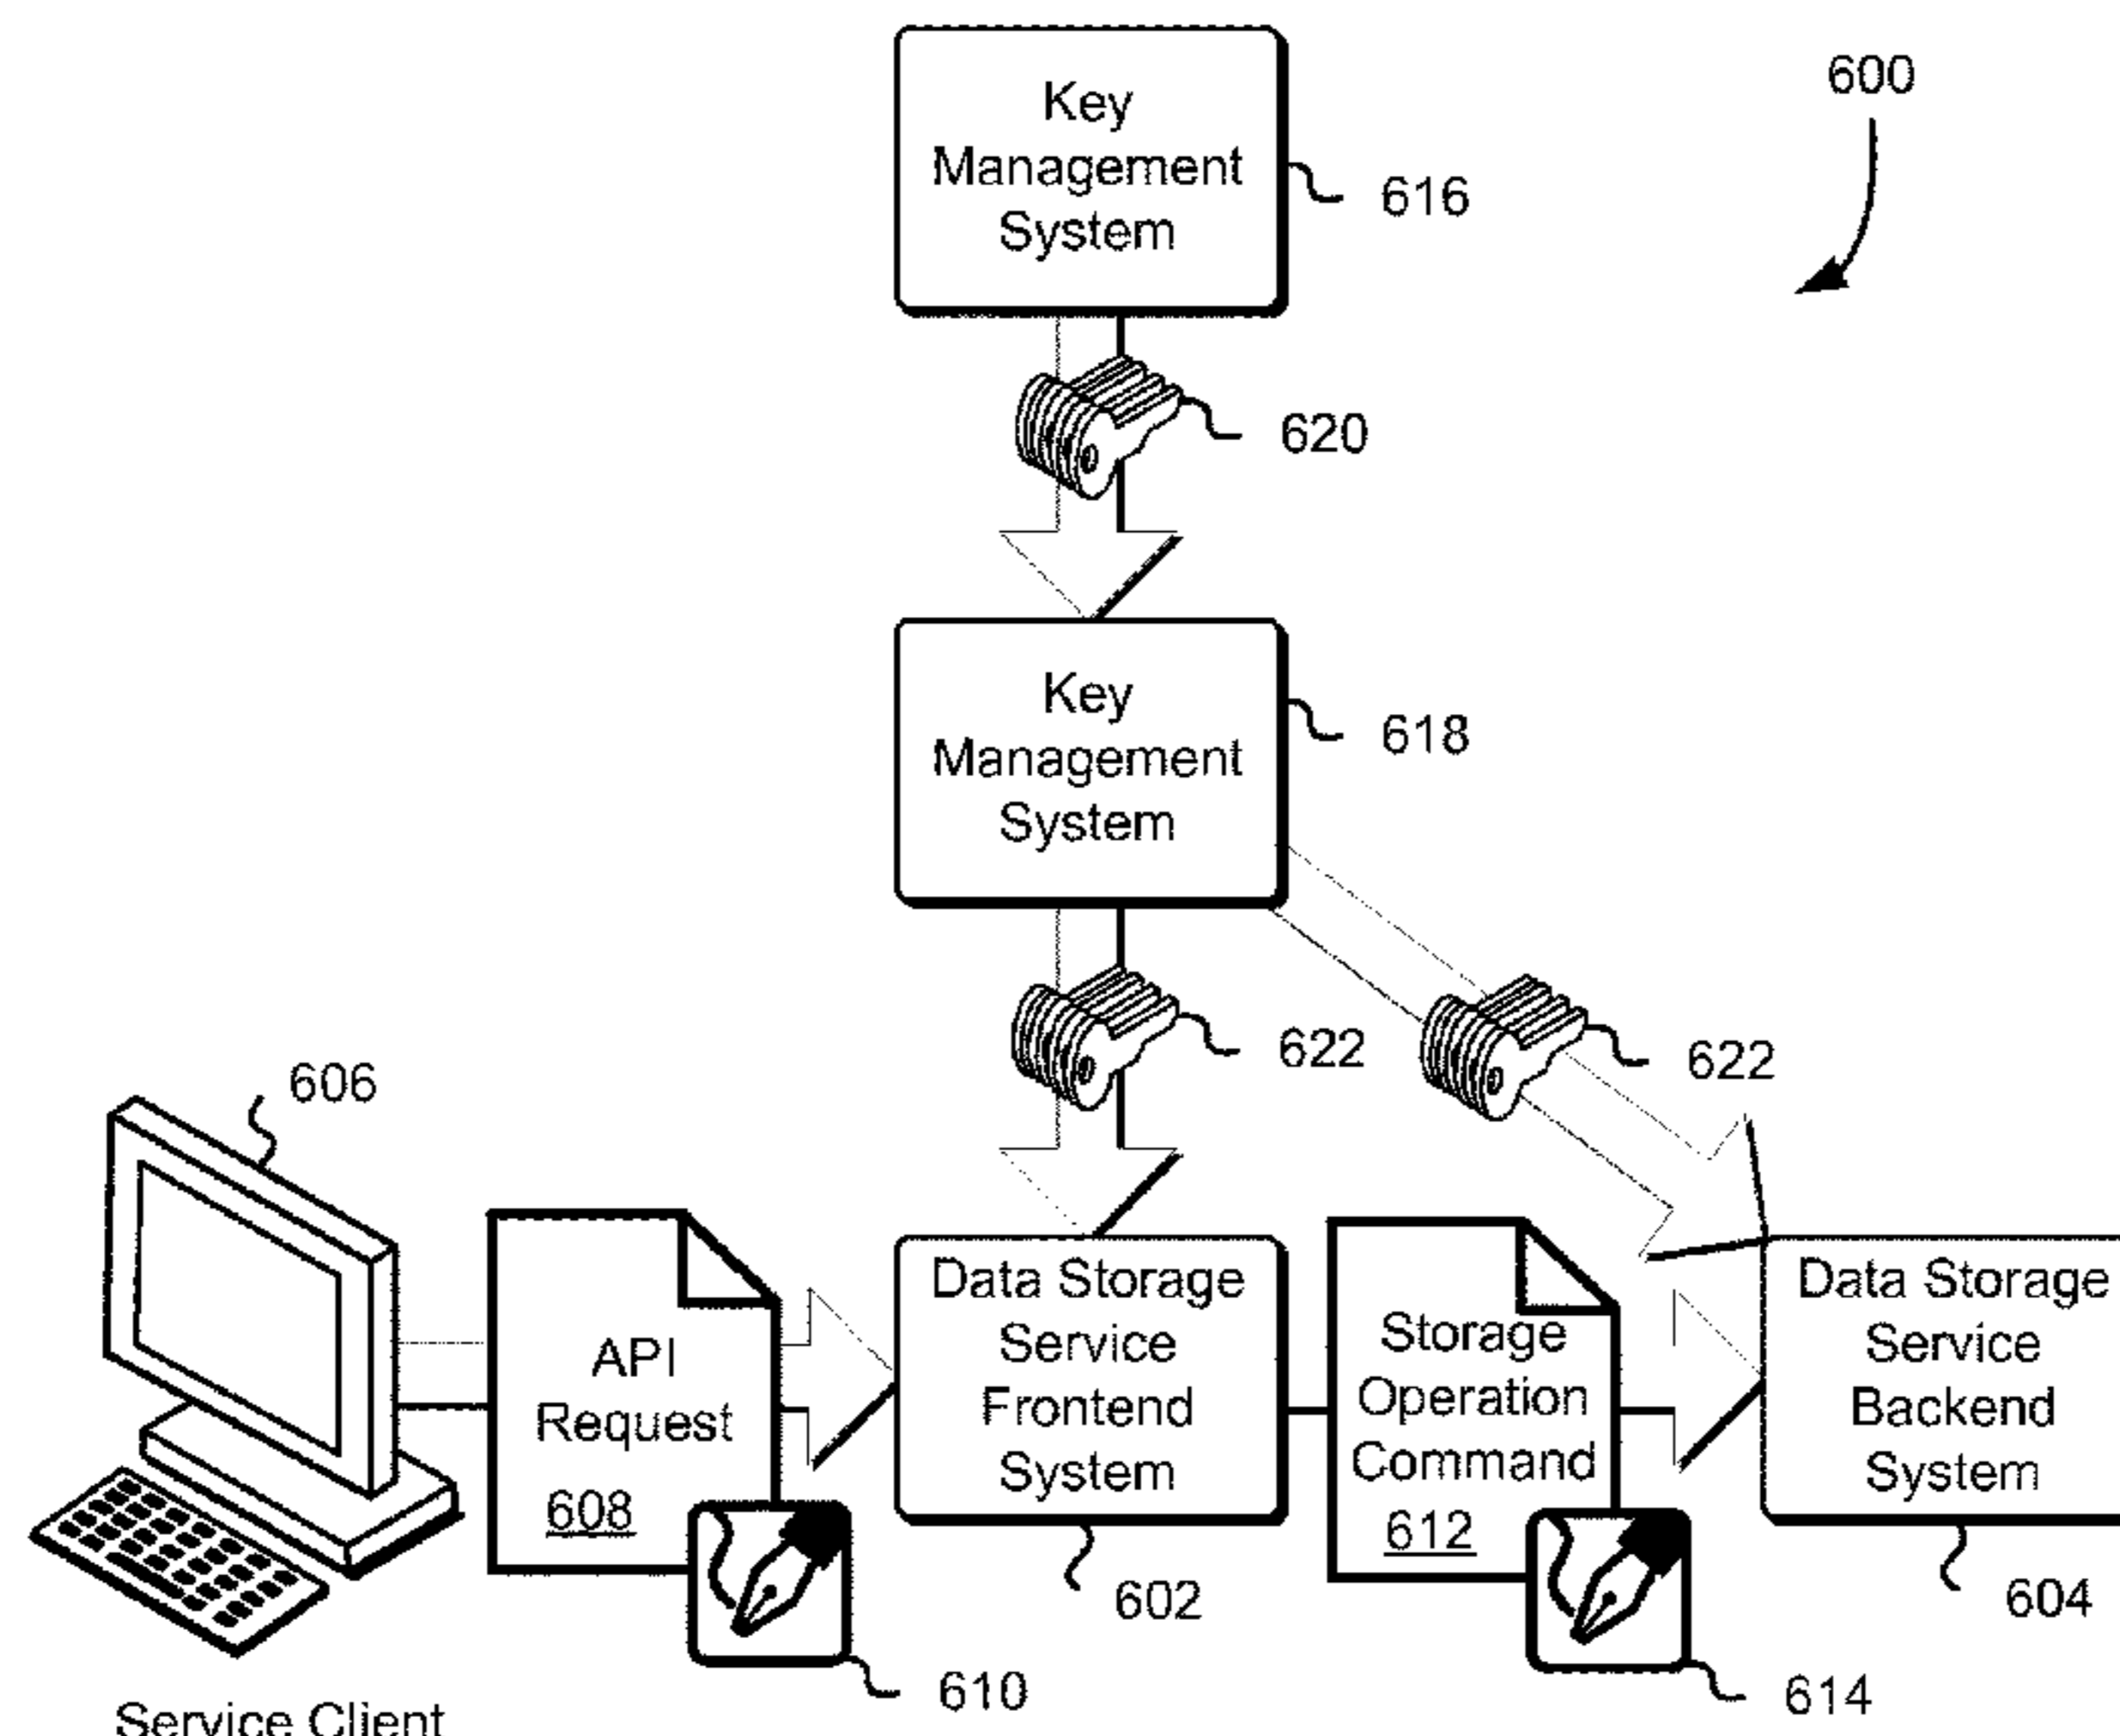 600
Key
Management
System
616
620
Key
Management
System
618
622
622
606
API
Request
608
Data Storage
Service
Frontend
System
Storage
Operation
Command
612
Data Storage
Service
Backend
System
602
604
610
614
Service Client